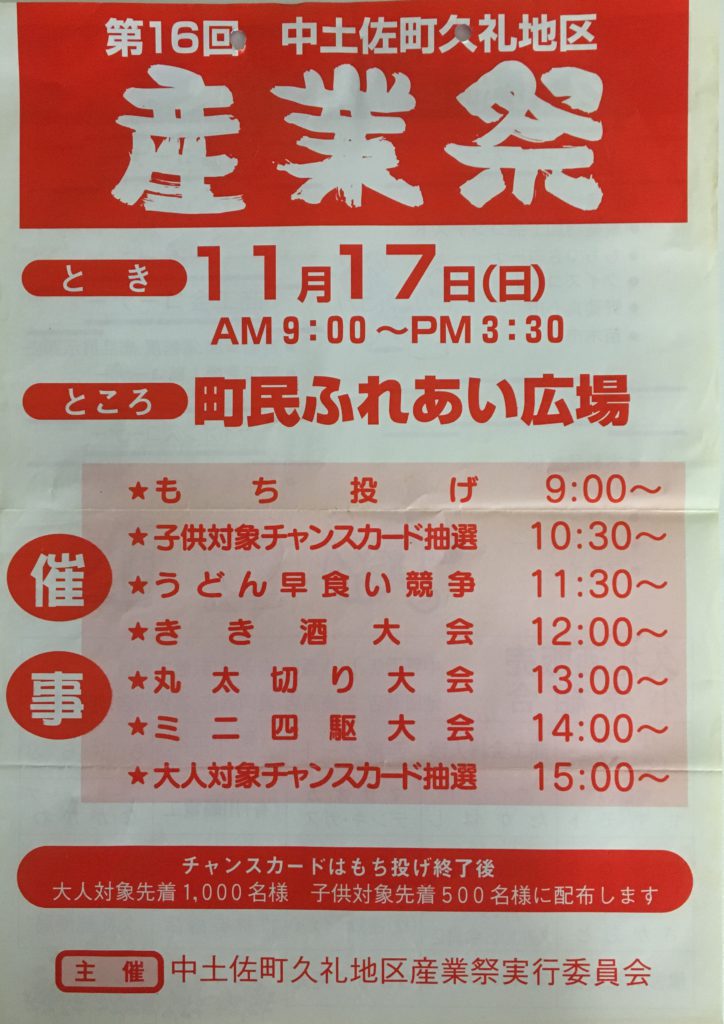 第16回 中土佐町久礼地区
産業祭
とき 11月17日(日)
AM9:00～PM3:30
ところ 町民ふれあい広場
催事
★もち投げ 9:00～
★子供対象チャンスカード抽選 10:30～
★うどん早食い競争 11:30～
★きき酒大会 12:00～
★丸太切り大会 13:00～
★ミニ四駆大会 14:00～
★大人対象チャンスカード抽選 15:00～
チャンスカードはもち投げ終了後
大人対象先着1,000名様 子供対象先着500名様に配布します
主催 中土佐町久礼地区産業祭実行委員会